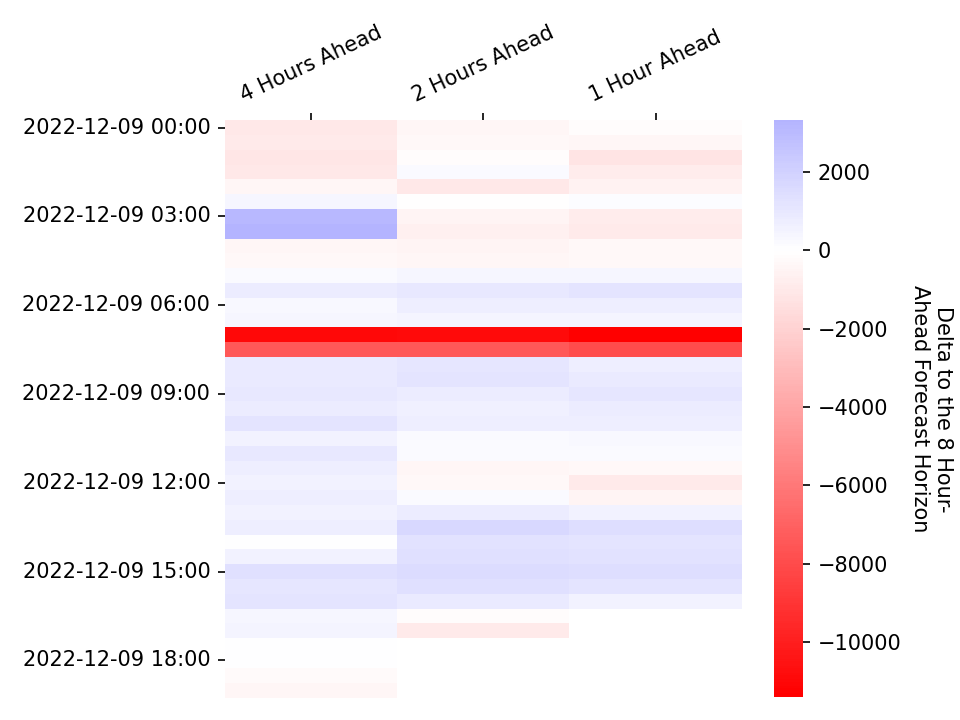 4 Hours Ahead
2 Hours Ahead
1 Hour Ahead
2022-12-09 00:00
2022-12-09 03:00
2022-12-09 06:00
2022-12-09 09:00
2022-12-09 12:00
2022-12-09 15:00
2022-12-09 18:00
2000
0
−2000
−4000
−6000
−8000
−10000
Delta to the 8 Hour-
Ahead Forecast Horizon